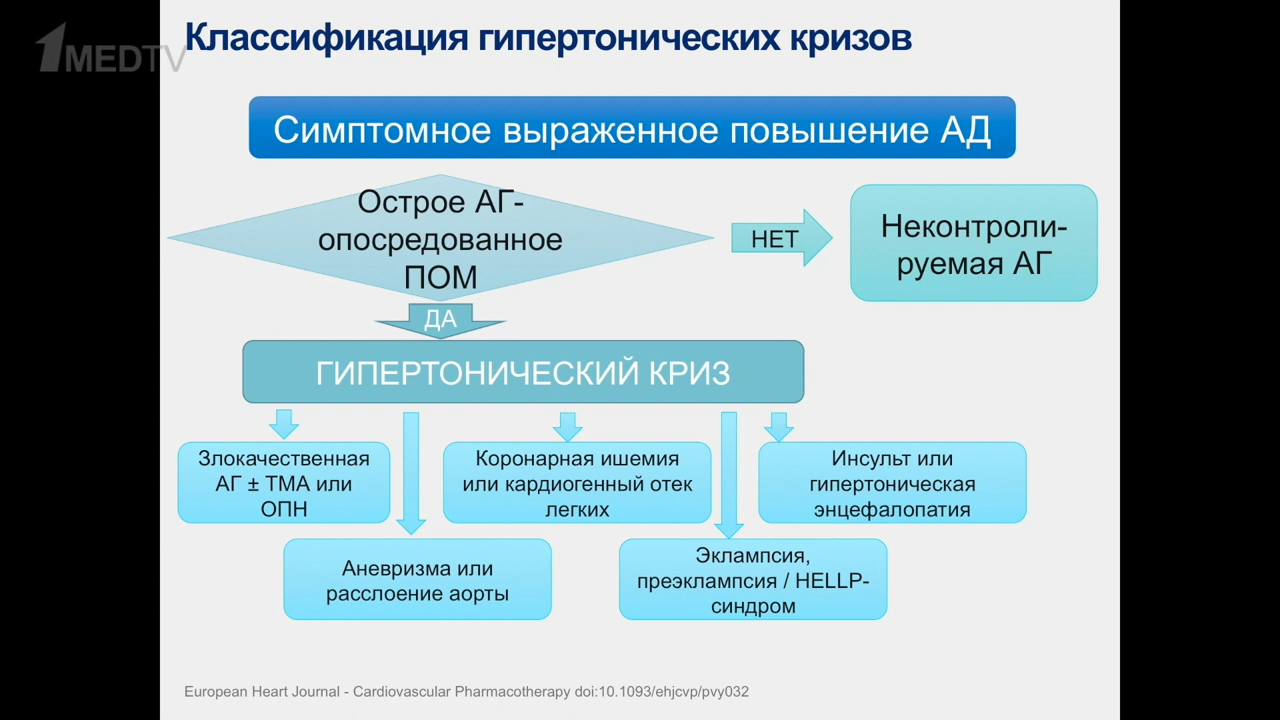 1MEDTV
Классификация гипертонических кризов
Симптомное выраженное повышение АД
Острое АГ-
опосредованное
ПОМ
НЕТ
Неконтроли-
руемая АГ
ДА
ГИПЕРТОНИЧЕСКИЙ КРИЗ
Злокачественная
АГ ± ТМА или
ОПН
Коронарная ишемия
или кардиогенный отек
легких
Инсульт или
гипертоническая
энцефалопатия
Аневризма или
расслоение аорты
Эклампсия,
преэклампсия / HELLP-
синдром
European Heart Journal - Cardiovascular Pharmacotherapy doi:10.1093/ehjcvp/pvy032